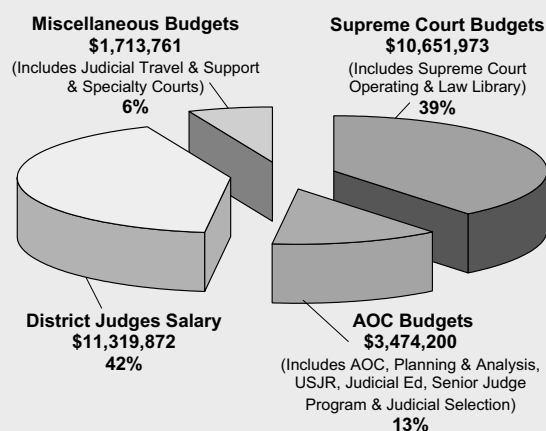 Miscellaneous Budgets
$1,713,761
(Includes Judicial Travel & Support
& Specialty Courts)
6%
Supreme Court Budgets
$10,651,973
(Includes Supreme Court
Operating & Law Library)
39%
District Judges Salary
$11,319,872
42%
AOC Budgets
$3,474,200
(Includes AOC, Planning & Analysis,
USJR, Judicial Ed, Senior Judge
Program & Judicial Selection)
13%